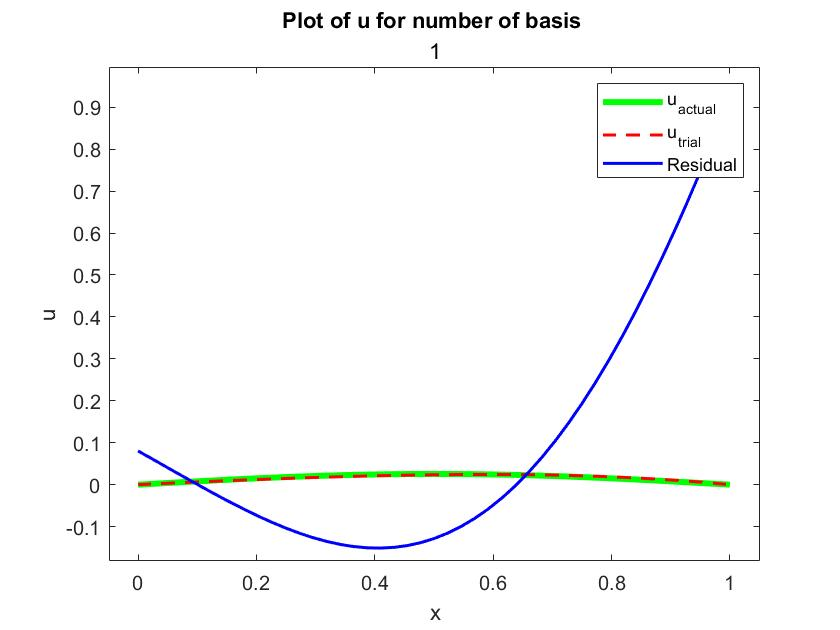 Plot of u for number of basis
1
u_actual
u_trial
Residual
0.9
0.8
0.7
0.6
0.5
0.4
0.3
0.2
0.1
0
-0.1
u
0 0.2 0.4 0.6 0.8 1
x